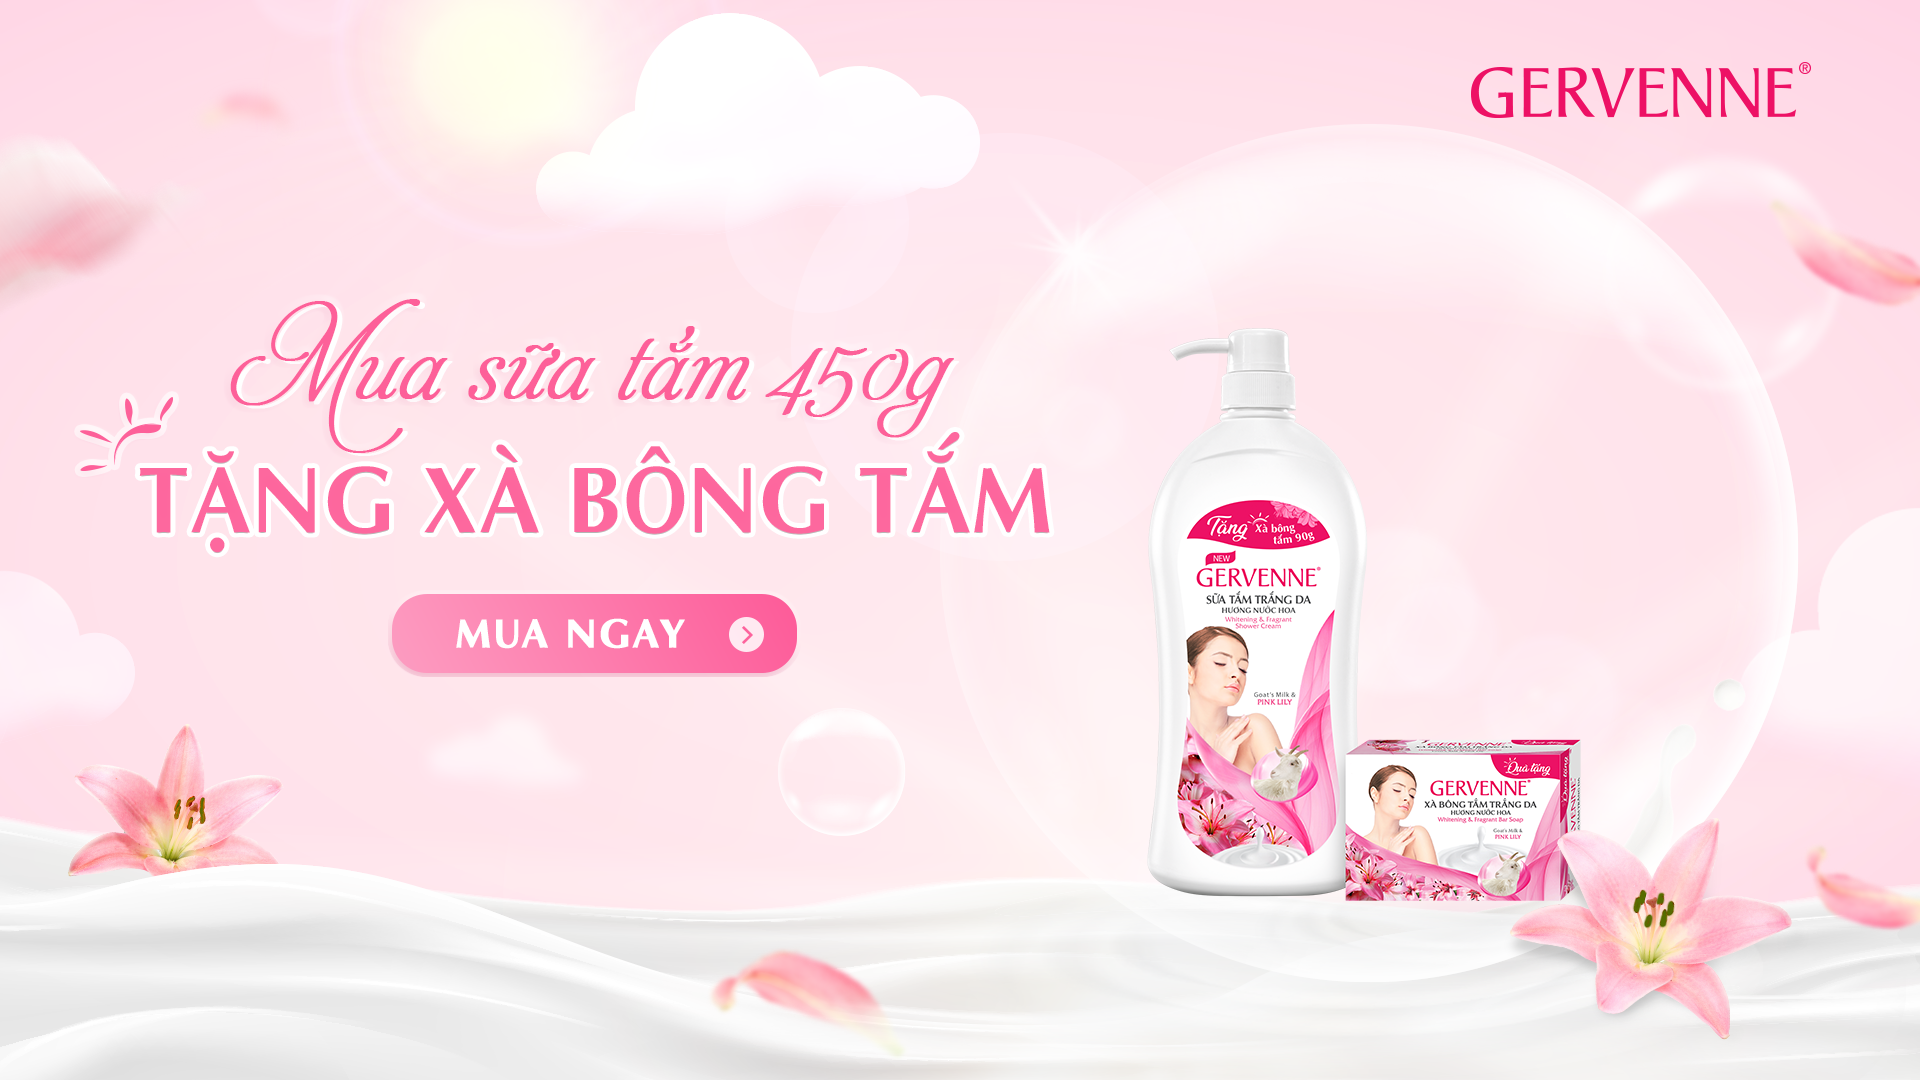 GERVENNE®
Mua sữa tắm 450g
TẶNG XÀ BÔNG TẮM
MUA NGAY
Tặng Xà bông
tắm 90g
NEW
GERVENNE®
SỮA TẮM TRẮNG DA
HƯƠNG NƯỚC HOA
Whitening & Fragrant
Shower Cream
Goat's Milk &
PINK LILY
Quà tặng
GERVENNE®
XÀ BÔNG TẮM TRẮNG DA
HƯƠNG NƯỚC HOA
Whitening & Fragrant Bar Soap
Goat's Milk &
PINK LILY